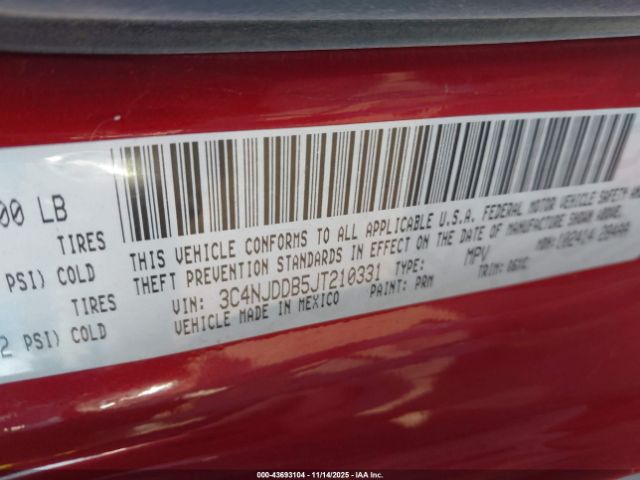 00 LB
TIRES
PSI) COLD
TIRES
2 PSI) COLD
THIS VEHICLE CONFORMS TO ALL APPLICABLE U.S.A. FEDERAL MOTOR VEHICLE SAFETY
THEFT PREVENTION STANDARDS IN EFFECT ON THE DATE OF MANUFACTURE SHOWN ABOVE.
VIN: 3C4NJDDB5JT210331 TYPE: MPV
VEHICLE MADE IN MEXICO PAINT: PRM TRIM:
000-43693104 - 11/14/2025 - IAA Inc.